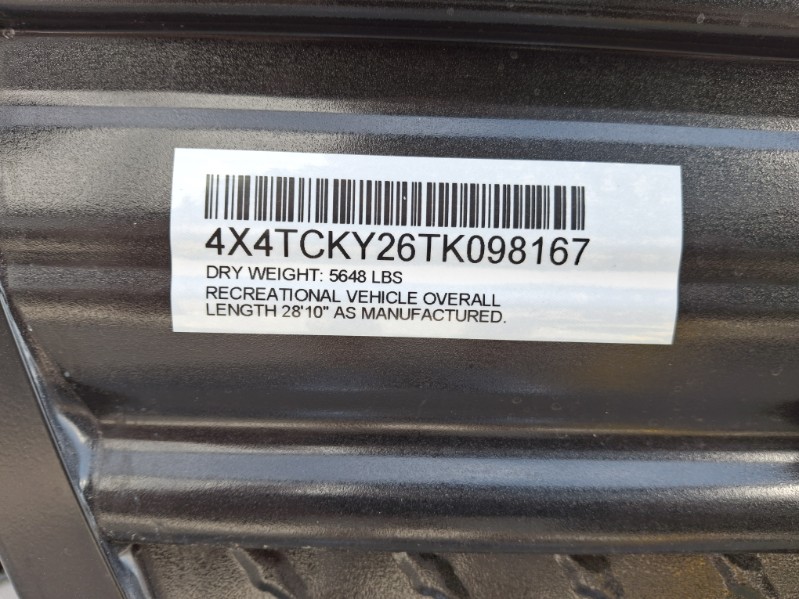 4X4TCKY26TK098167
DRY WEIGHT: 5648 LBS
RECREATIONAL VEHICLE OVERALL
LENGTH 28'10" AS MANUFACTURED.